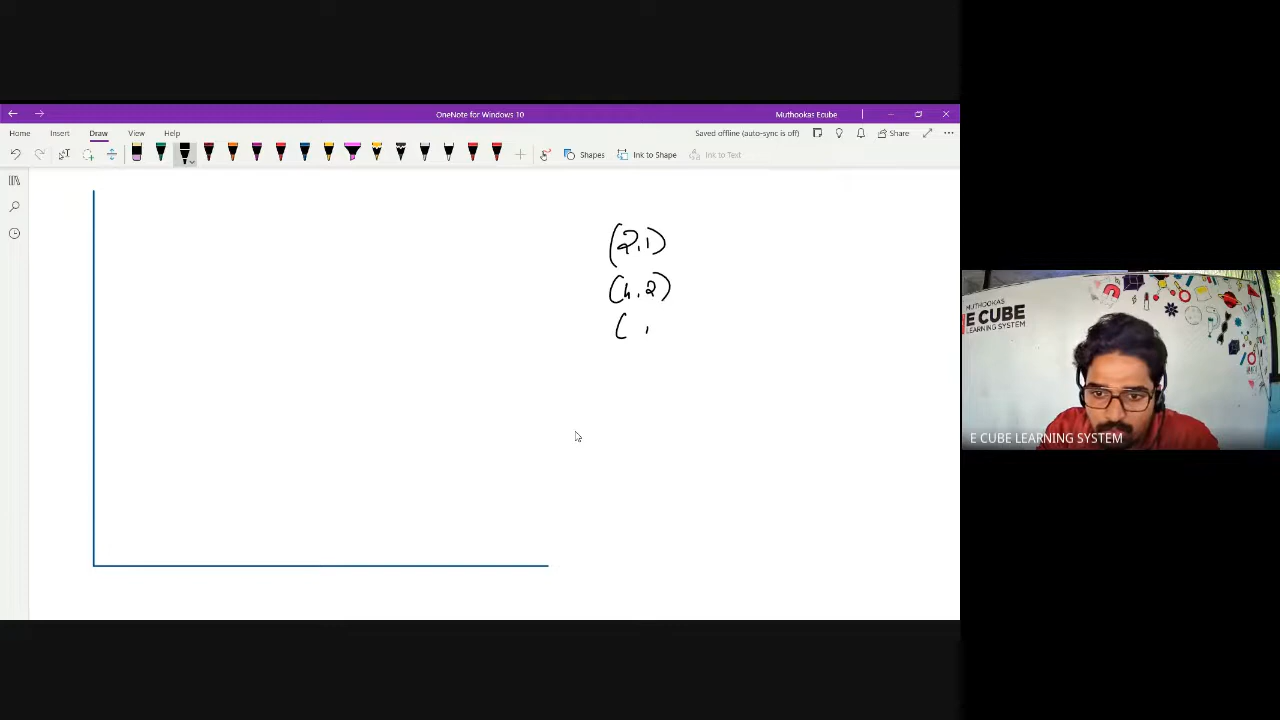 OneNote for Windows 10
Muthookas Ecube
Home Insert Draw View Help
Saved offline (auto-sync is off)
Share
Shapes
Ink to Shape
Ink to Text
(2,1)
(4,2)
( ,
MUTHOOKAS
E CUBE
LEARNING SYSTEM
E CUBE LEARNING SYSTEM